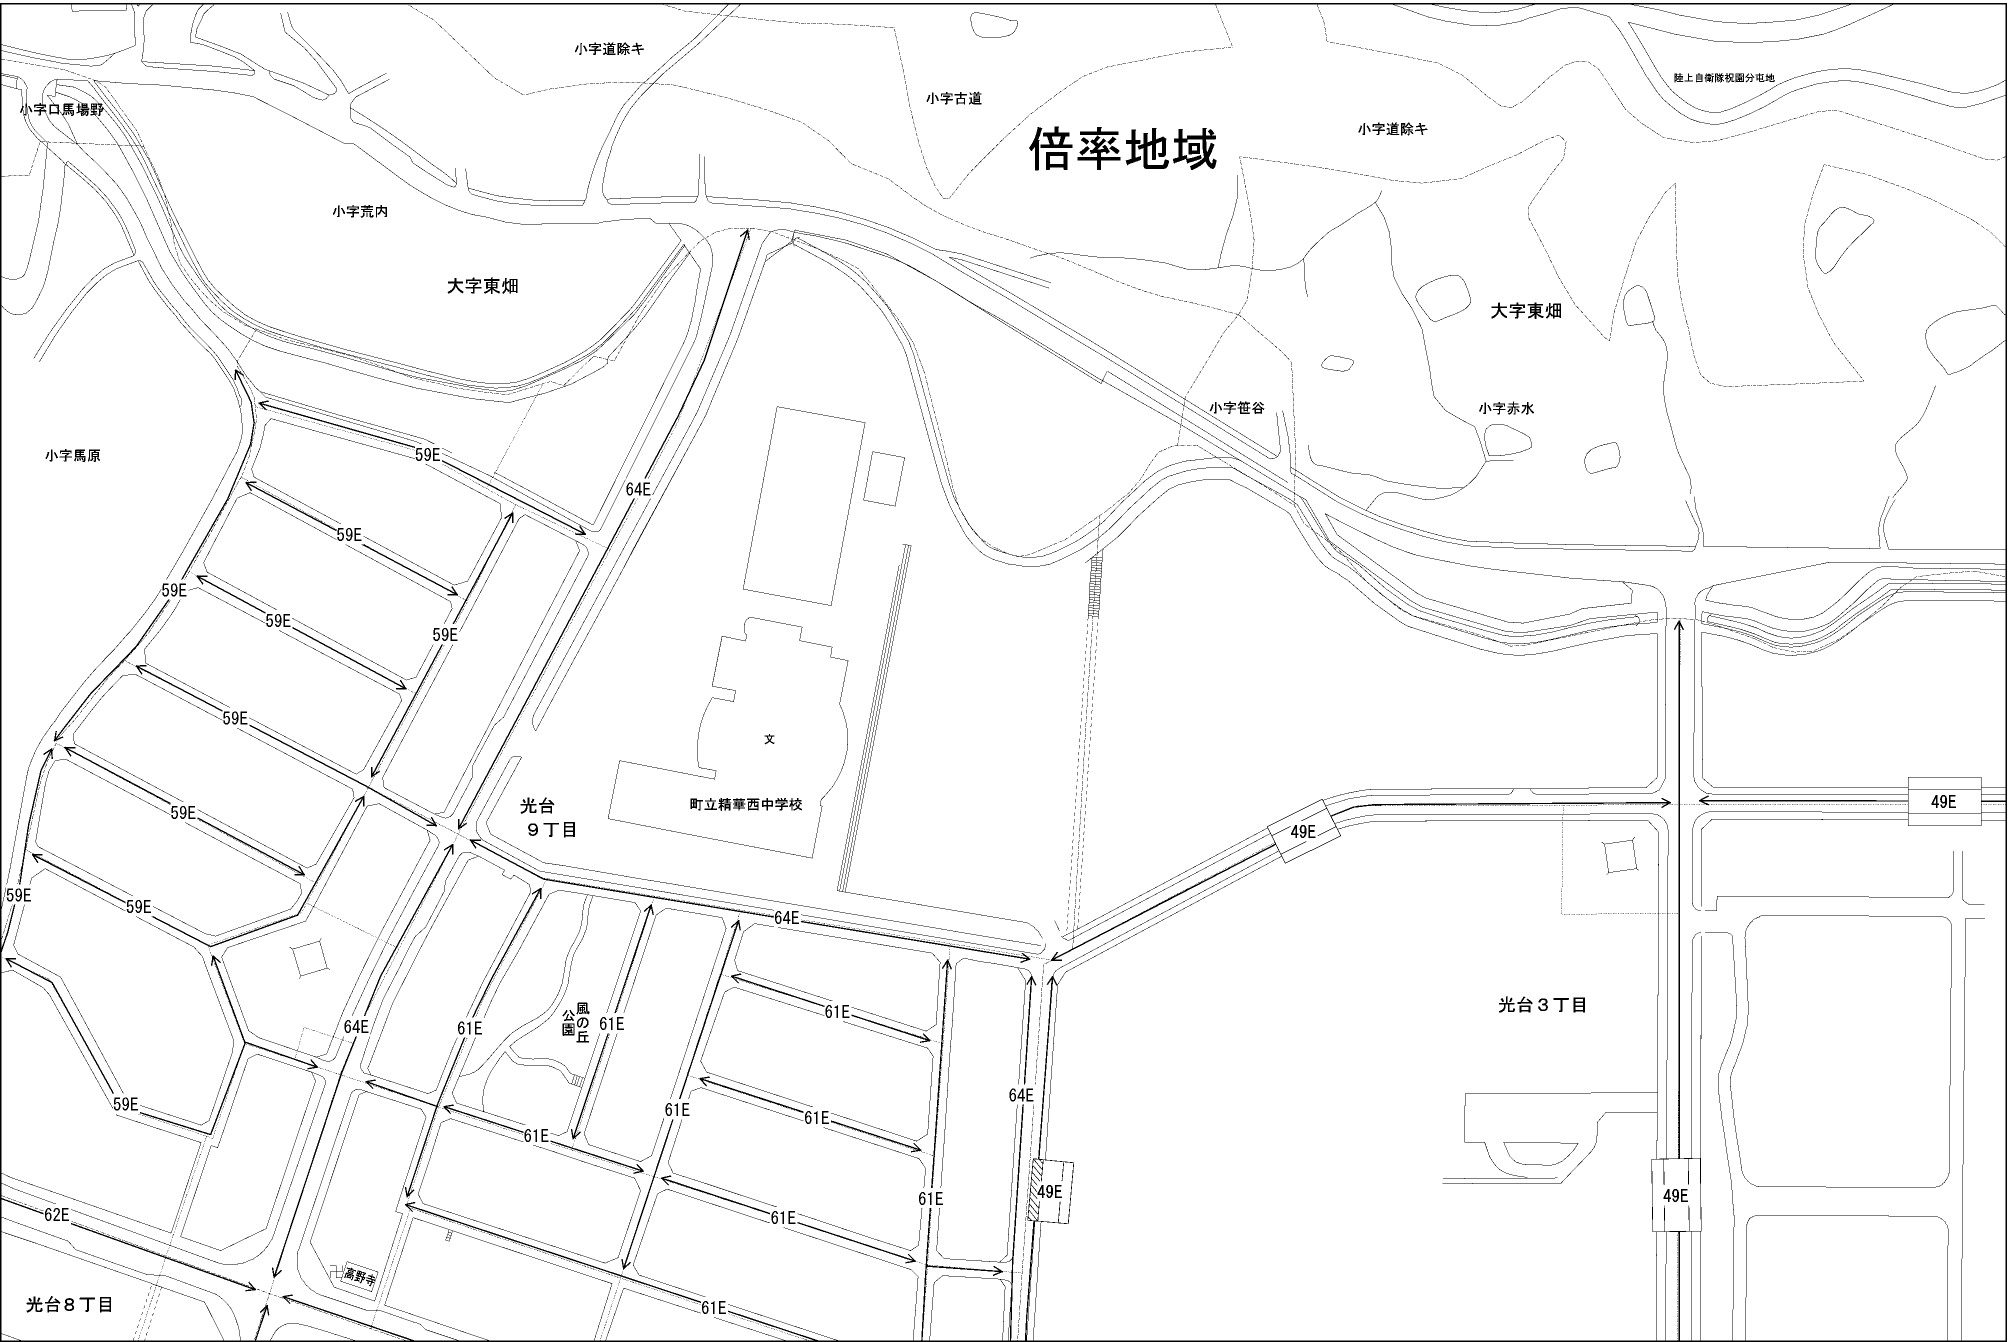 小字道除キ
陸上自衛隊祝園分屯地
小字古道
小字口馬場野
小字道除キ
倍率地域
小字荒内
大字東畑
大字東畑
小字笹谷
小字赤水
小字馬原
59E
64E
59E
59E
59E
59E
59E
文
49E
町立精華西中学校
光台
9丁目
59E
49E
59E
59E
64E
光台3丁目
風の丘
公園
61E
61E
61E
64E
64E
59E
61E
61E
61E
49E
49E
61E
62E
61E
高野寺
光台8丁目
61E